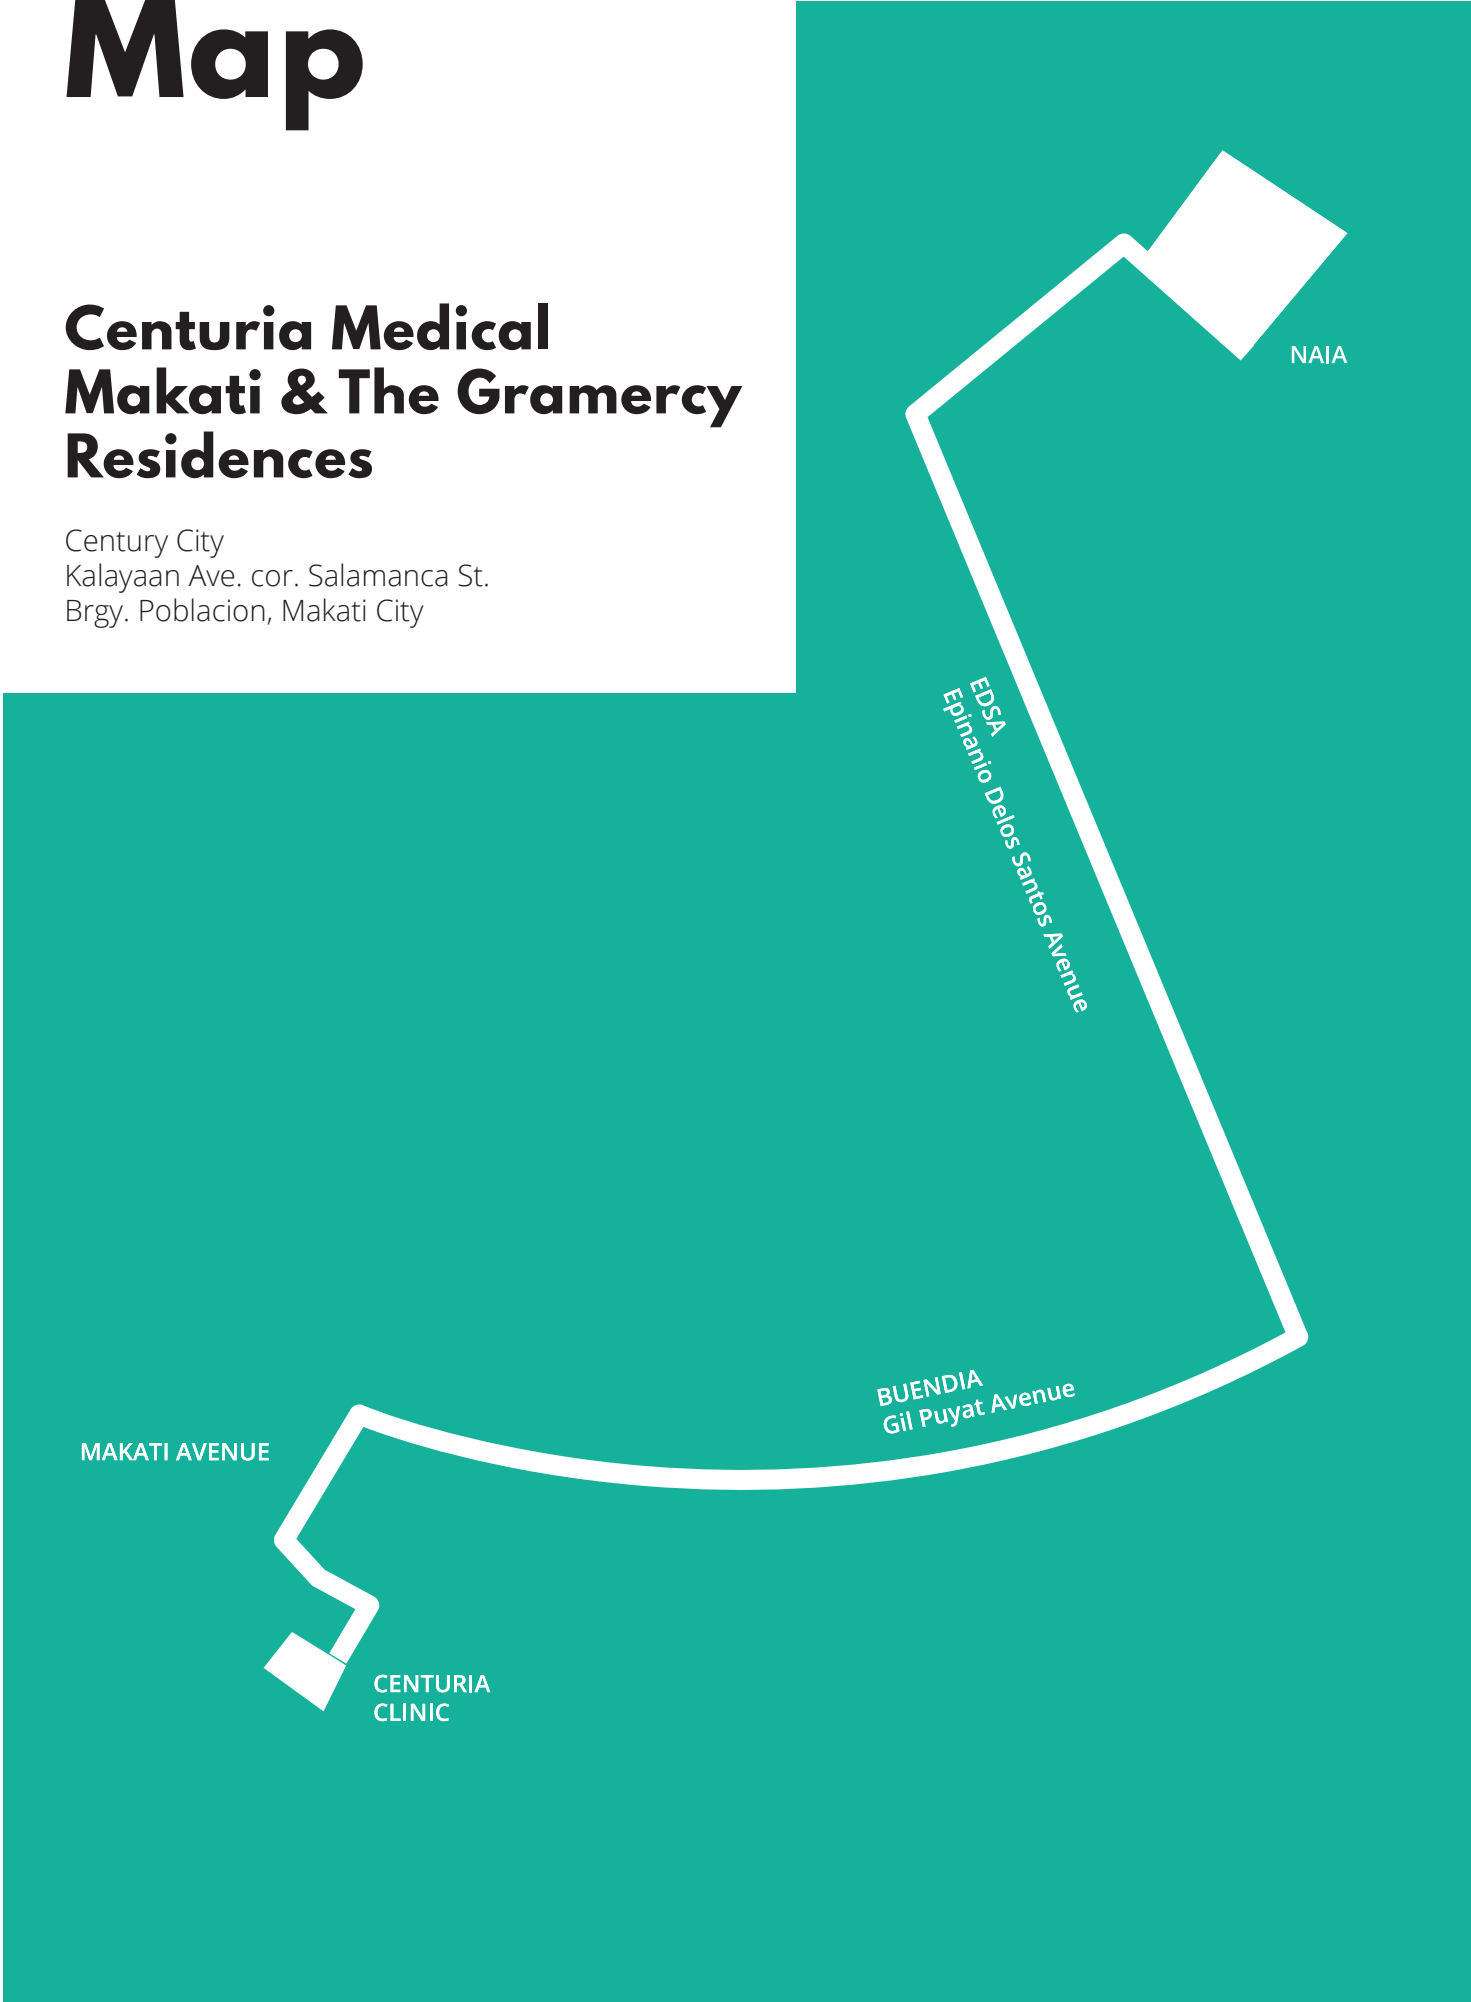 Map
Centuria Medical
Makati & The Gramercy
Residences
Century City
Kalayaan Ave. cor. Salamanca St.
Brgy. Poblacion, Makati City
NAIA
EDSA
Epinanio Delos Santos Avenue
BUENDIA
Gil Puyat Avenue
MAKATI AVENUE
CENTURIA
CLINIC